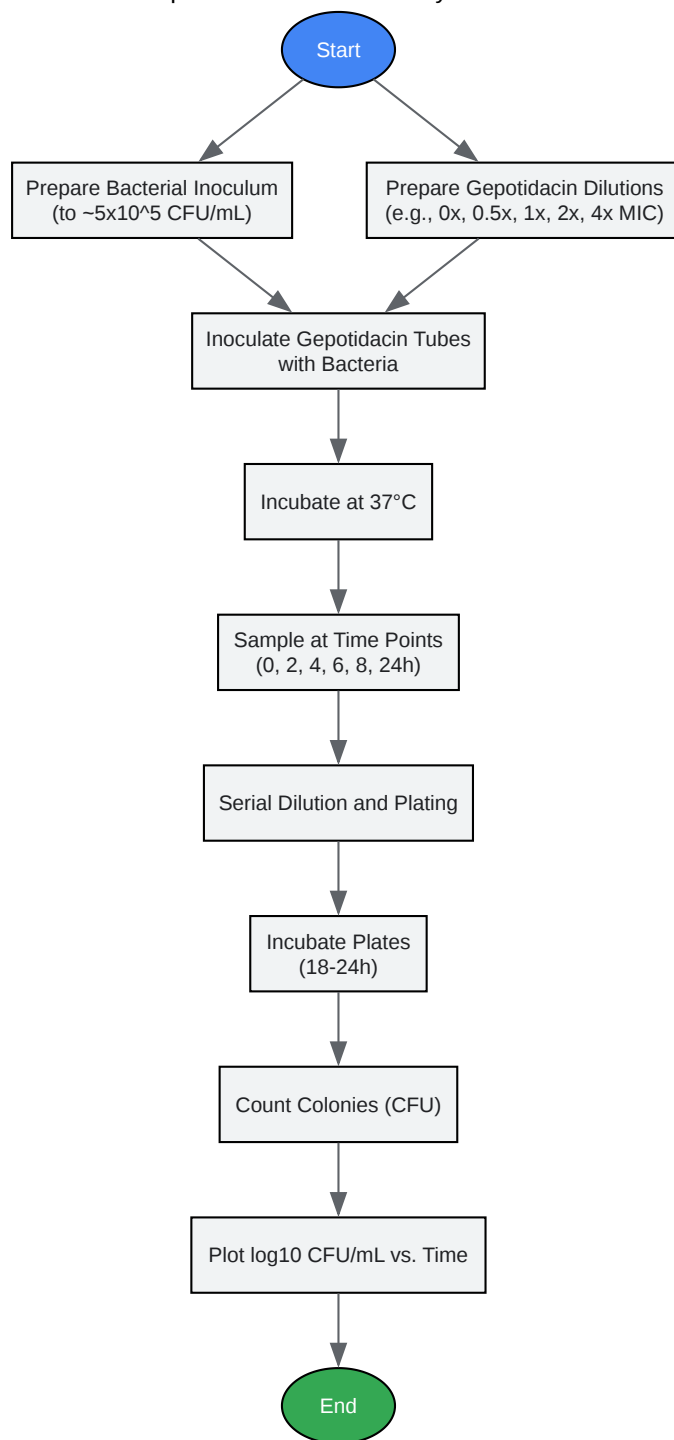 Start
Prepare Bacterial Inoculum
(to ~5x10^5 CFU/mL)
Prepare Gepotidacin Dilutions
(e.g., 0x, 0.5x, 1x, 2x, 4x MIC)
Inoculate Gepotidacin Tubes
with Bacteria
Incubate at 37°C
Sample at Time Points
(0, 2, 4, 6, 8, 24h)
Serial Dilution and Plating
Incubate Plates
(18-24h)
Count Colonies (CFU)
Plot log10 CFU/mL vs. Time
End